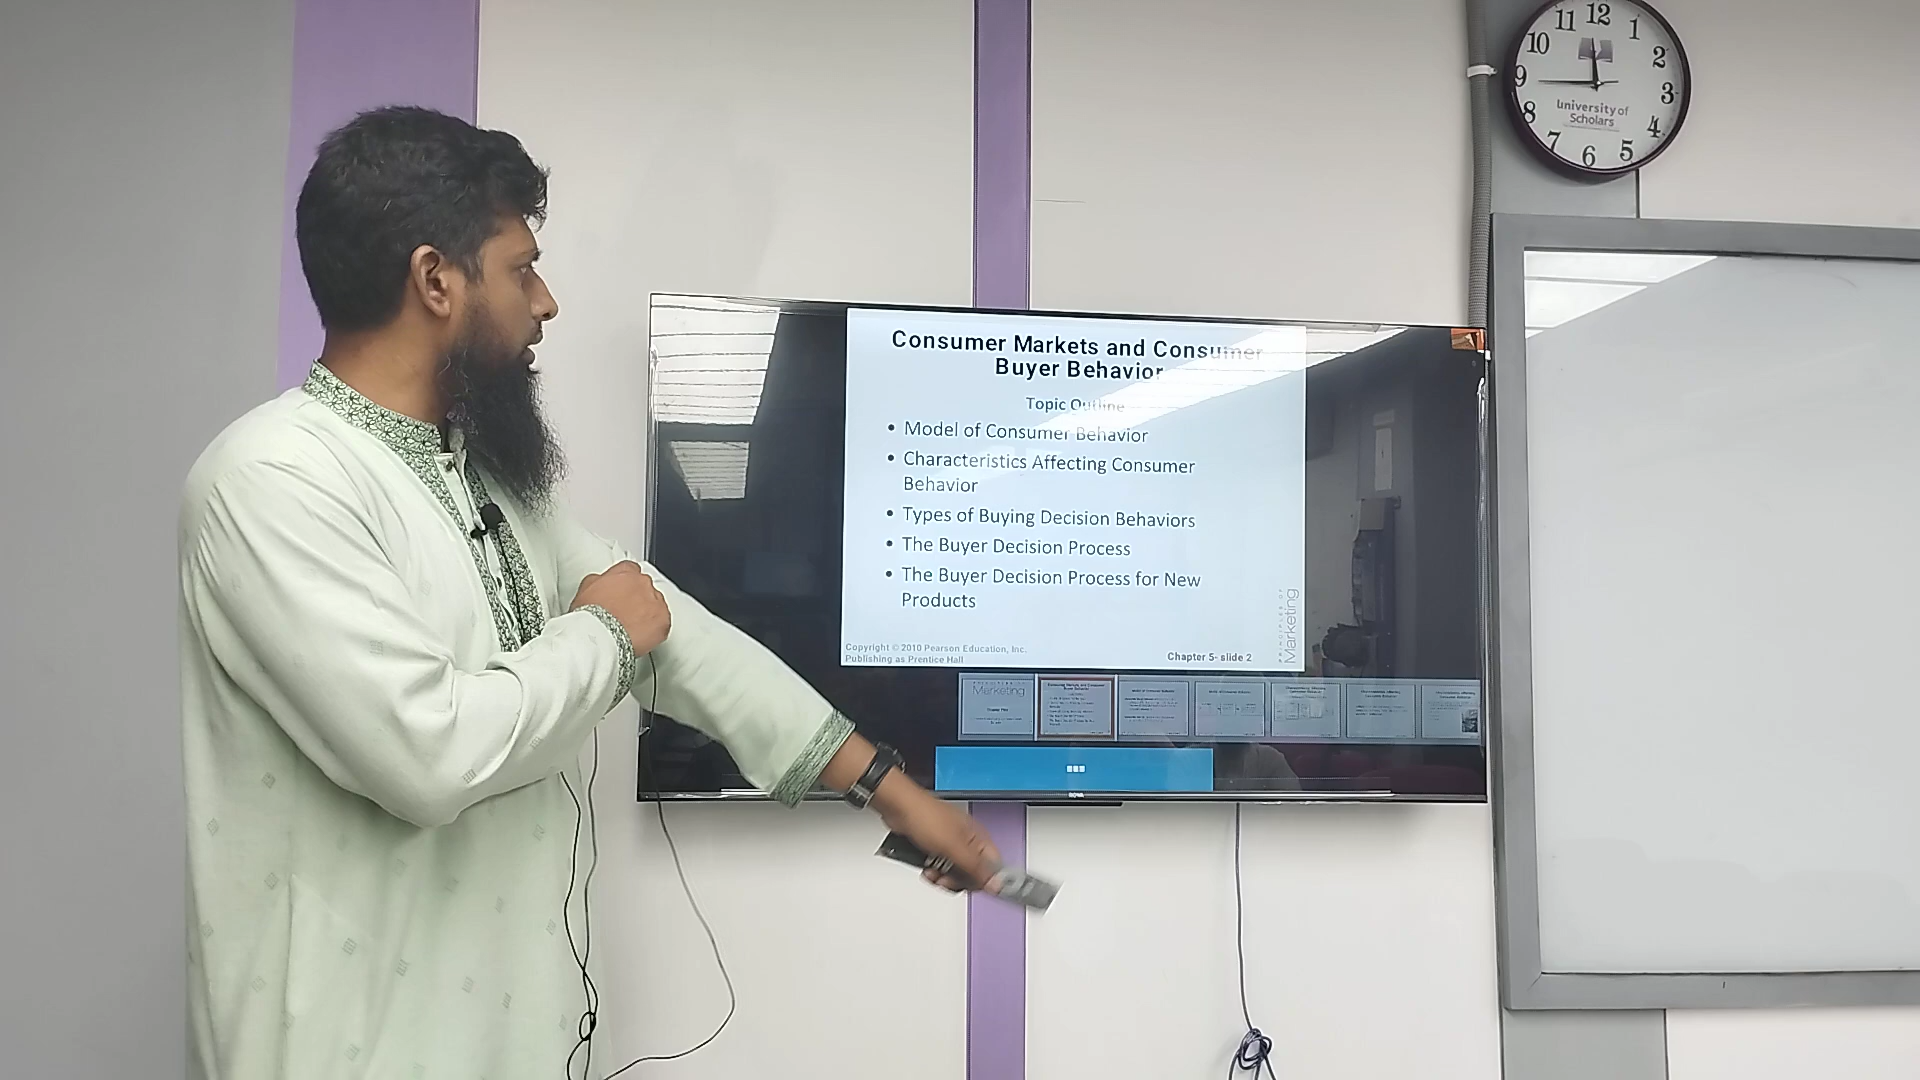 11 12 1
10 2
9 3
8 4
7 6 5
university of
Scholars
Consumer Markets and Consumer
Buyer Behavior
Topic Outline
• Model of Consumer Behavior
• Characteristics Affecting Consumer
Behavior
• Types of Buying Decision Behaviors
• The Buyer Decision Process
• The Buyer Decision Process for New
Products
PRINCIPLES OF
Marketing
Copyright © 2010 Pearson Education, Inc.
Publishing as Prentice Hall
Chapter 5- slide 2
Marketing